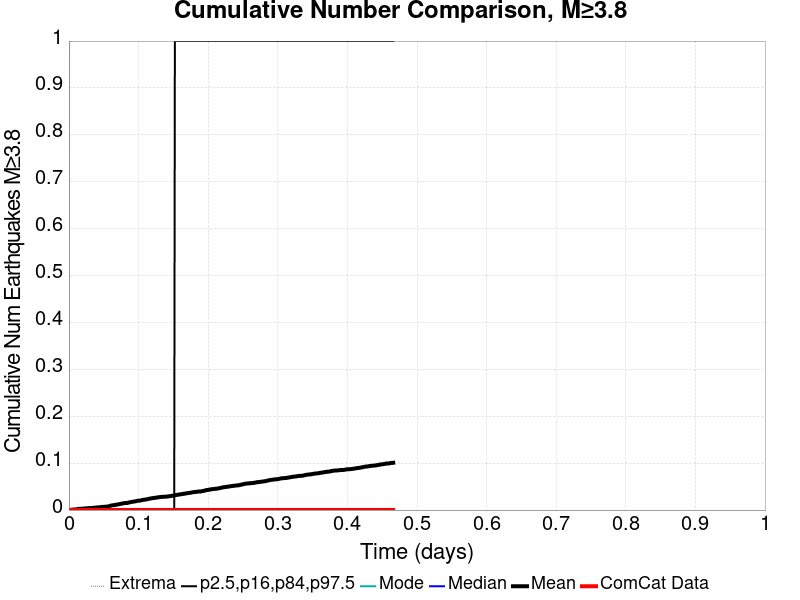 Cumulative Number Comparison, M≥3.8
Cumulative Num Earthquakes M≥3.8
1
0.9
0.8
0.7
0.6
0.5
0.4
0.3
0.2
0.1
0
0 0.1 0.2 0.3 0.4 0.5 0.6 0.7 0.8 0.9 1
Time (days)
Extrema p2.5,p16,p84,p97.5 Mode Median Mean ComCat Data